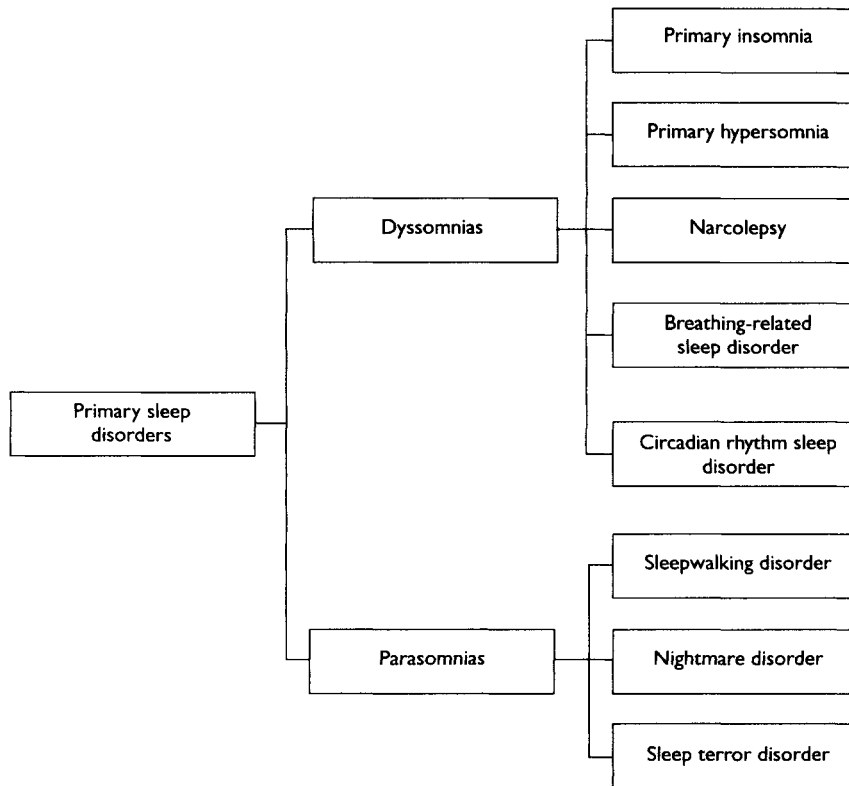 Primary sleep
disorders
Dyssomnias
Primary insomnia
Primary hypersomnia
Narcolepsy
Breathing-related
sleep disorder
Circadian rhythm sleep
disorder
Parasomnias
Sleepwalking disorder
Nightmare disorder
Sleep terror disorder